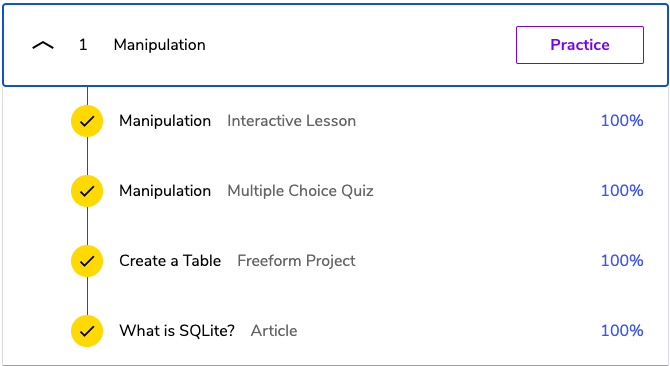 1 Manipulation Practice
Manipulation Interactive Lesson 100%
Manipulation Multiple Choice Quiz 100%
Create a Table Freeform Project 100%
What is SQLite? Article 100%